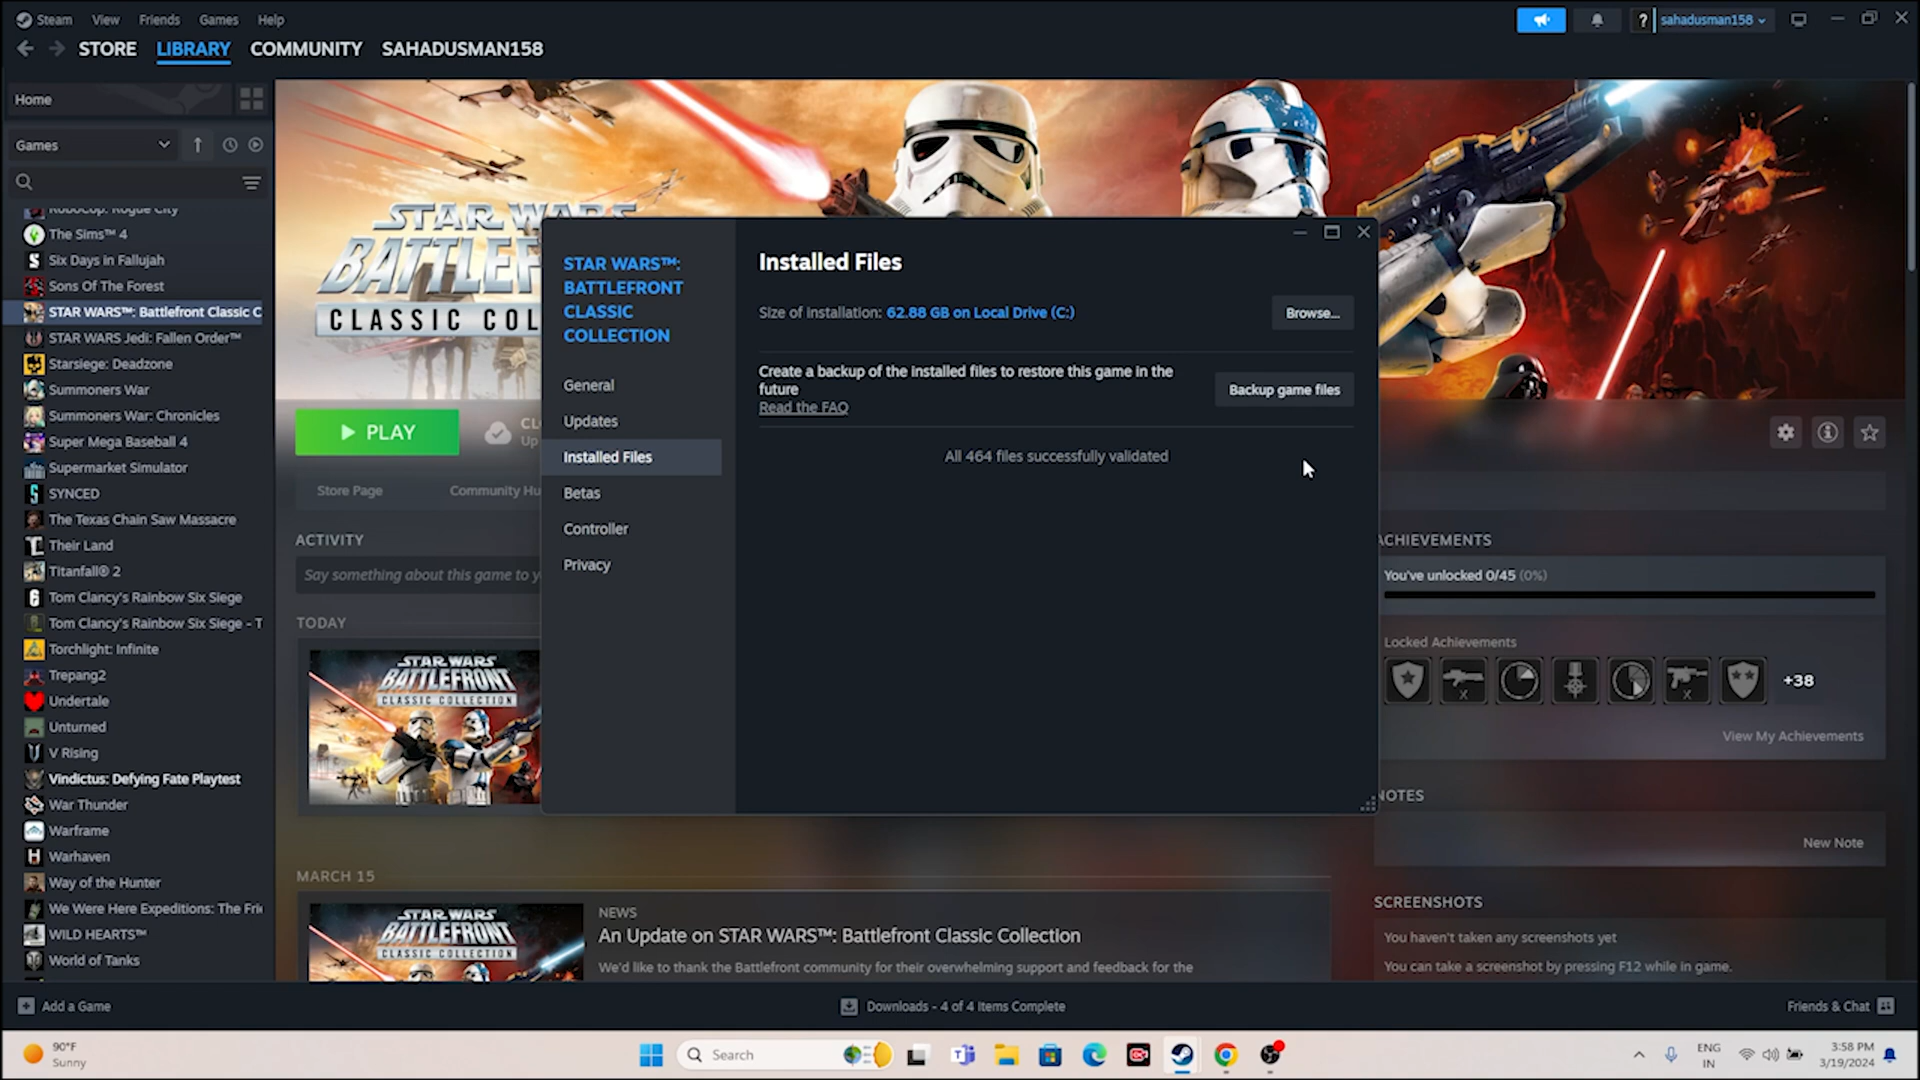 Steam View Friends Games Help
? sahadusman158
STORE LIBRARY COMMUNITY SAHADUSMAN158
Home
Games
RoboCop: Rogue City
The Sims™ 4
Six Days in Fallujah
Sons Of The Forest
STAR WARS™: Battlefront Classic C
STAR WARS Jedi: Fallen Order™
Starsiege: Deadzone
Summoners War
Summoners War: Chronicles
Super Mega Baseball 4
Supermarket Simulator
SYNCED
The Texas Chain Saw Massacre
Their Land
Titanfall® 2
Tom Clancy's Rainbow Six Siege
Tom Clancy's Rainbow Six Siege - T
Torchlight: Infinite
Trepang2
Undertale
Unturned
V Rising
Vindictus: Defying Fate Playtest
War Thunder
Warframe
Warhaven
Way of the Hunter
We Were Here Expeditions: The Frie
WILD HEARTS™
World of Tanks
STAR WARS
BATTLEF
CLASSIC COL
PLAY
CL
Up
Store Page Community Hu
ACTIVITY
Say something about this game to y
TODAY
STAR WARS
BATTLEFRONT
CLASSIC COLLECTION
MARCH 15
STAR WARS
BATTLEFRONT
CLASSIC COLLECTION
NEWS
An Update on STAR WARS™: Battlefront Classic Collection
We'd like to thank the Battlefront community for their overwhelming support and feedback for the
STAR WARS™:
BATTLEFRONT
CLASSIC
COLLECTION
General
Updates
Installed Files
Betas
Controller
Privacy
Installed Files
Size of installation: 62.88 GB on Local Drive (C:)
Browse...
Create a backup of the installed files to restore this game in the
future
Read the FAQ
Backup game files
All 464 files successfully validated
ACHIEVEMENTS
You've unlocked 0/45 (0%)
Locked Achievements
+38
View My Achievements
NOTES
New Note
SCREENSHOTS
You haven't taken any screenshots yet
You can take a screenshot by pressing F12 while in game.
Add a Game
Downloads - 4 of 4 Items Complete
Friends & Chat
90°F
Sunny
Search
ENG
IN
3:58 PM
3/19/2024